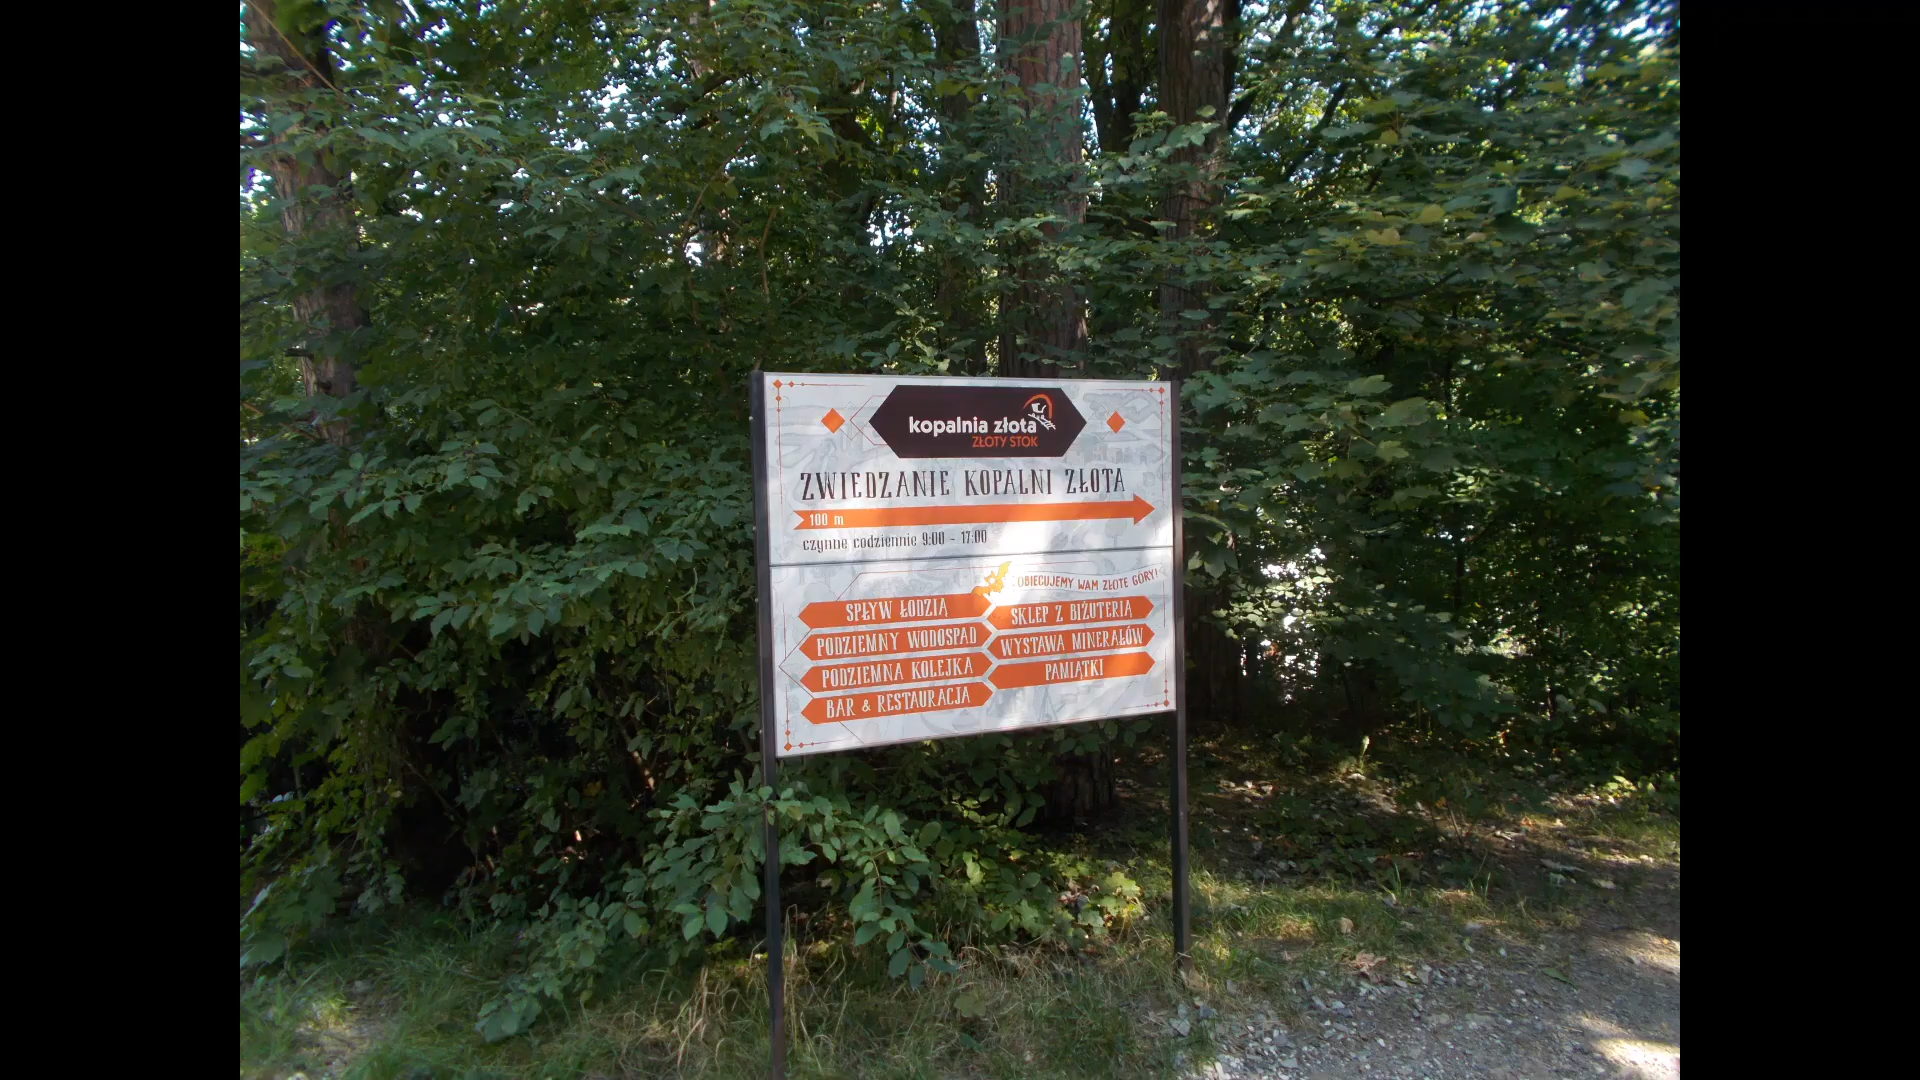 kopalnia złota
ZŁOTY STOK
ZWIEDZANIE KOPALNI ZŁOTA
100 m
czynne codziennie 9:00 - 17:00
OBIECUJEMY WAM ZŁOTE GÓRY!
SPŁYW ŁODZIĄ
PODZIEMNY WODOSPAD
PODZIEMNA KOLEJKA
BAR & RESTAURACJA
SKLEP Z BIŻUTERIĄ
WYSTAWA MINERAŁÓW
PAMIĄTKI